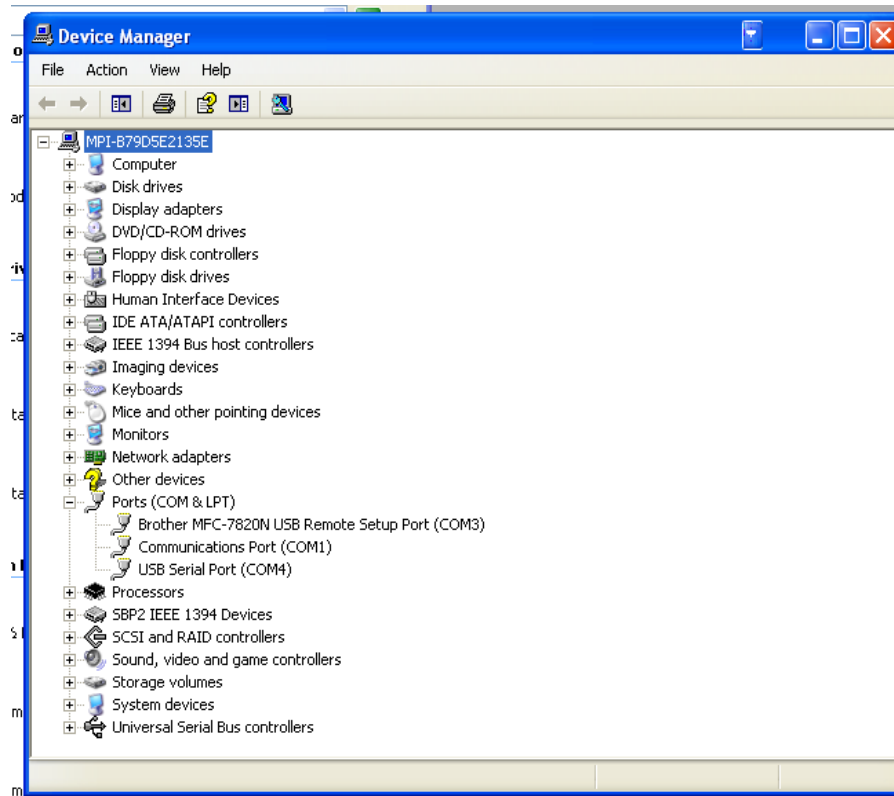 Device Manager
File Action View Help
MPI-B79D5E2135E
Computer
Disk drives
Display adapters
DVD/CD-ROM drives
Floppy disk controllers
Floppy disk drives
Human Interface Devices
IDE ATA/ATAPI controllers
IEEE 1394 Bus host controllers
Imaging devices
Keyboards
Mice and other pointing devices
Monitors
Network adapters
Other devices
Ports (COM & LPT)
Brother MFC-7820N USB Remote Setup Port (COM3)
Communications Port (COM1)
USB Serial Port (COM4)
Processors
SBP2 IEEE 1394 Devices
SCSI and RAID controllers
Sound, video and game controllers
Storage volumes
System devices
Universal Serial Bus controllers